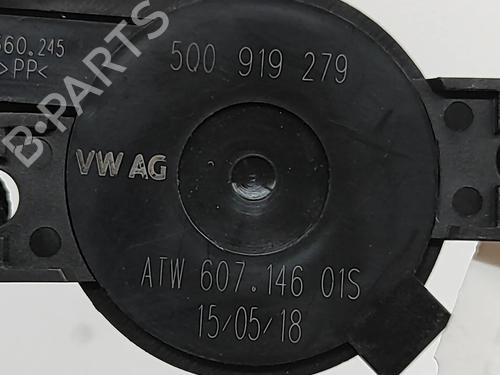 560.245
>PP<
5Q0 919 279
VW AG
ATW 607.146 01S
15/05/18
B-PARTS